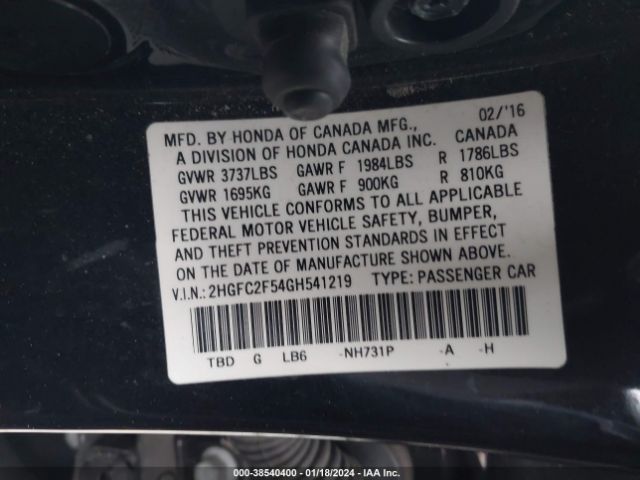 02/'16
MFD. BY HONDA OF CANADA MFG.,
A DIVISION OF HONDA CANADA INC. CANADA
GVWR 3737LBS GAWR F 1984LBS R 1786LBS
GVWR 1695KG GAWR F 900KG R 810KG
THIS VEHICLE CONFORMS TO ALL APPLICABLE
FEDERAL MOTOR VEHICLE SAFETY, BUMPER,
AND THEFT PREVENTION STANDARDS IN EFFECT
ON THE DATE OF MANUFACTURE SHOWN ABOVE.
V.I.N.: 2HGFC2F54GH541219 TYPE: PASSENGER CAR
TBD G LB6 -NH731P -A -H
000-38540400 - 01/18/2024 - IAA Inc.